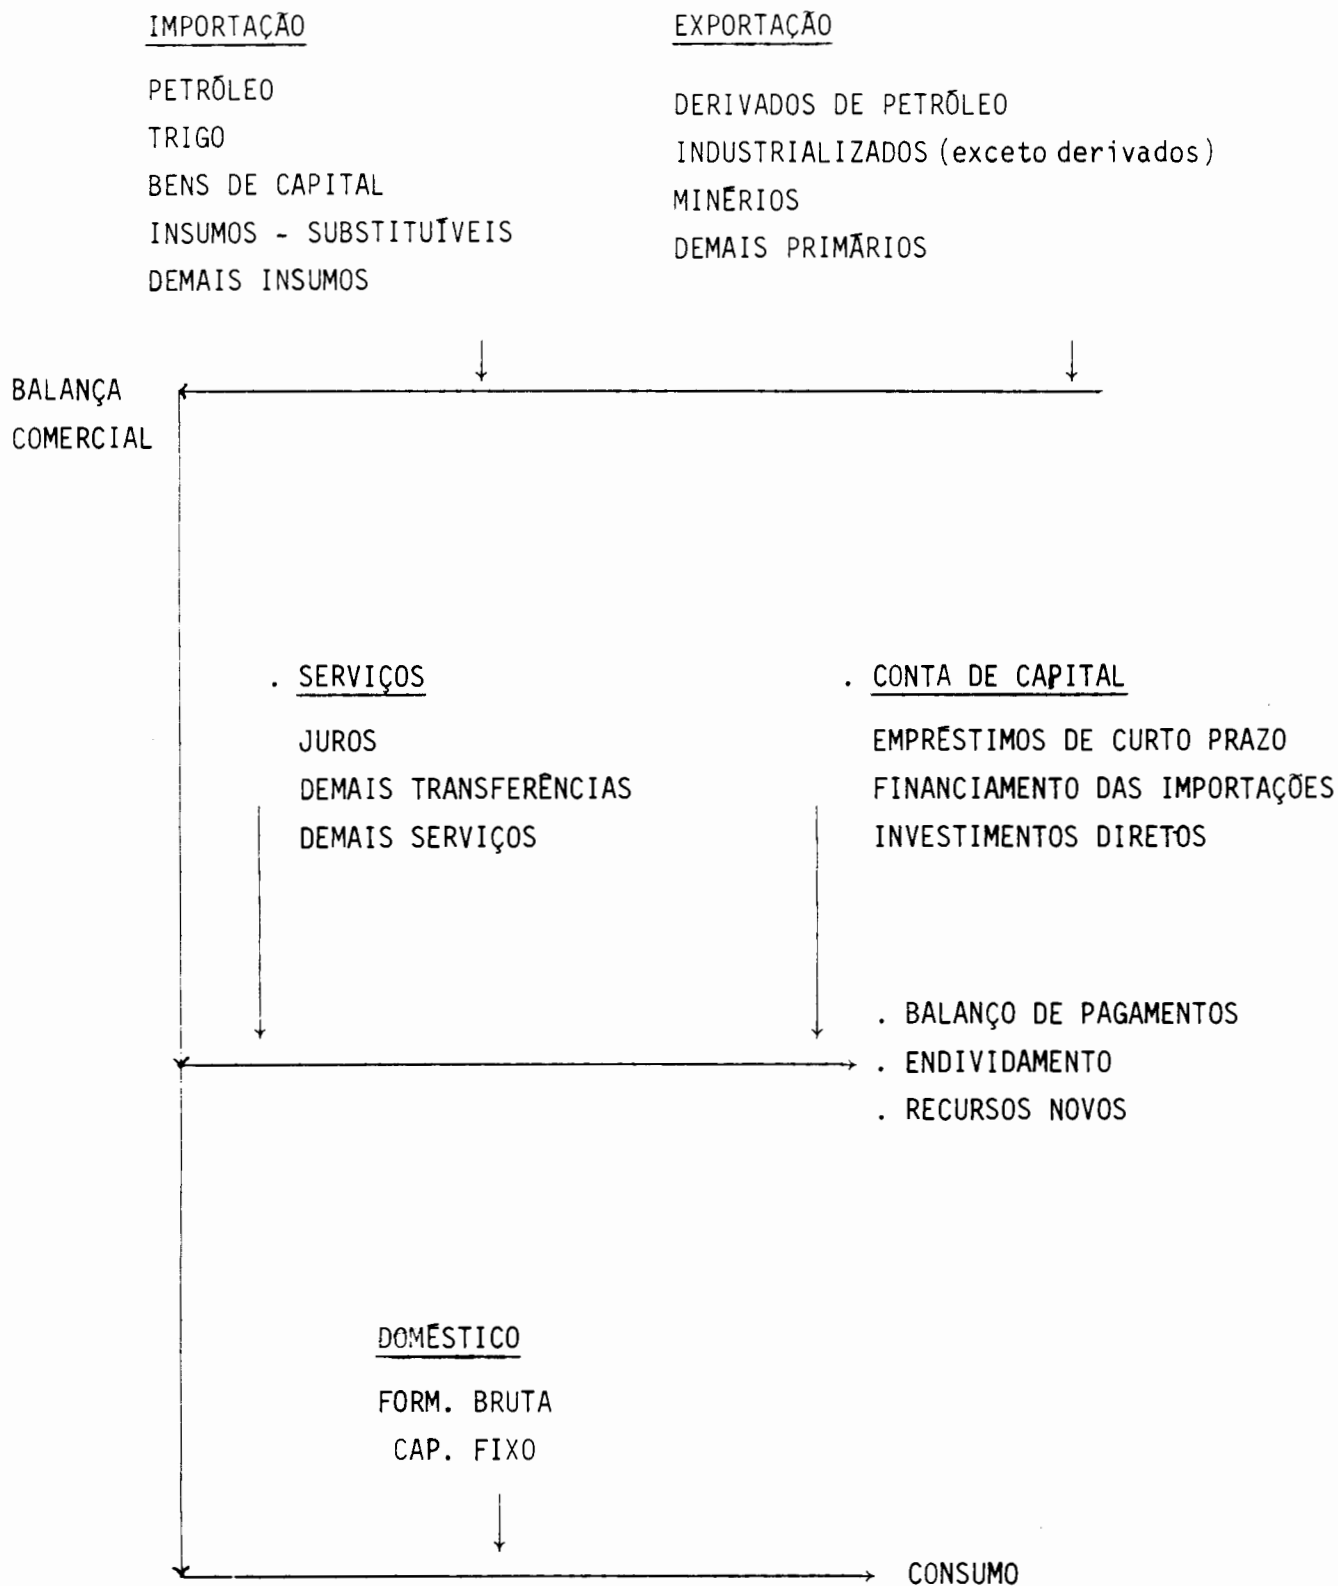 IMPORTAÇÃO
PETRÓLEO
TRIGO
BENS DE CAPITAL
INSUMOS - SUBSTITUÍVEIS
DEMAIS INSUMOS
EXPORTAÇÃO
DERIVADOS DE PETRÓLEO
INDUSTRIALIZADOS (exceto derivados)
MINÉRIOS
DEMAIS PRIMÁRIOS
BALANÇA
COMERCIAL
. SERVIÇOS
JUROS
DEMAIS TRANSFERÊNCIAS
DEMAIS SERVIÇOS
. CONTA DE CAPITAL
EMPRÉSTIMOS DE CURTO PRAZO
FINANCIAMENTO DAS IMPORTAÇÕES
INVESTIMENTOS DIRETOS
. BALANÇO DE PAGAMENTOS
. ENDIVIDAMENTO
. RECURSOS NOVOS
DOMÉSTICO
FORM. BRUTA
CAP. FIXO
CONSUMO